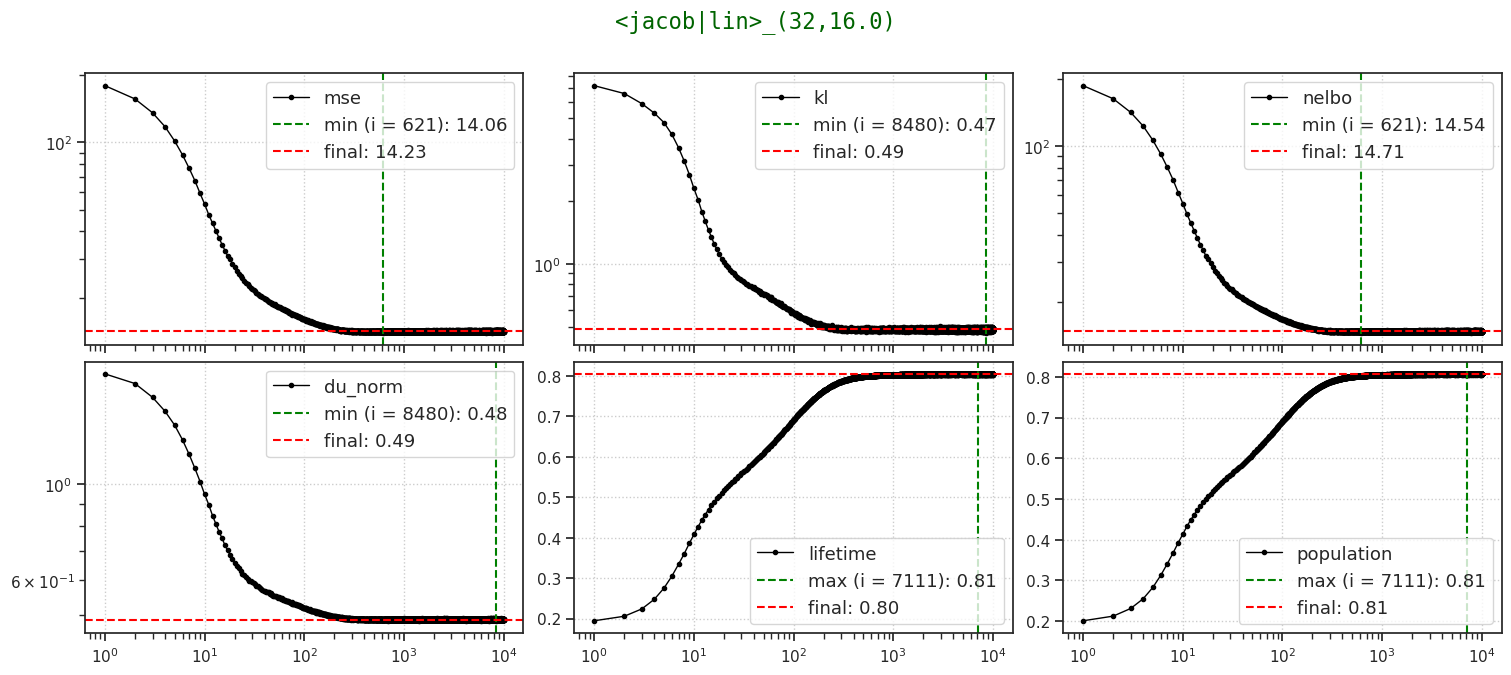 <jacob|lin>_(32,16.0)
mse
min (i = 621): 14.06
final: 14.23
10²
kl
min (i = 8480): 0.47
final: 0.49
10⁰
nelbo
min (i = 621): 14.54
final: 14.71
10²
du_norm
min (i = 8480): 0.48
final: 0.49
10⁰
6 × 10⁻¹
10⁰ 10¹ 10² 10³ 10⁴
0.8
0.7
0.6
0.5
0.4
0.3
0.2
lifetime
max (i = 7111): 0.81
final: 0.80
10⁰ 10¹ 10² 10³ 10⁴
0.8
0.7
0.6
0.5
0.4
0.3
0.2
population
max (i = 7111): 0.81
final: 0.81
10⁰ 10¹ 10² 10³ 10⁴